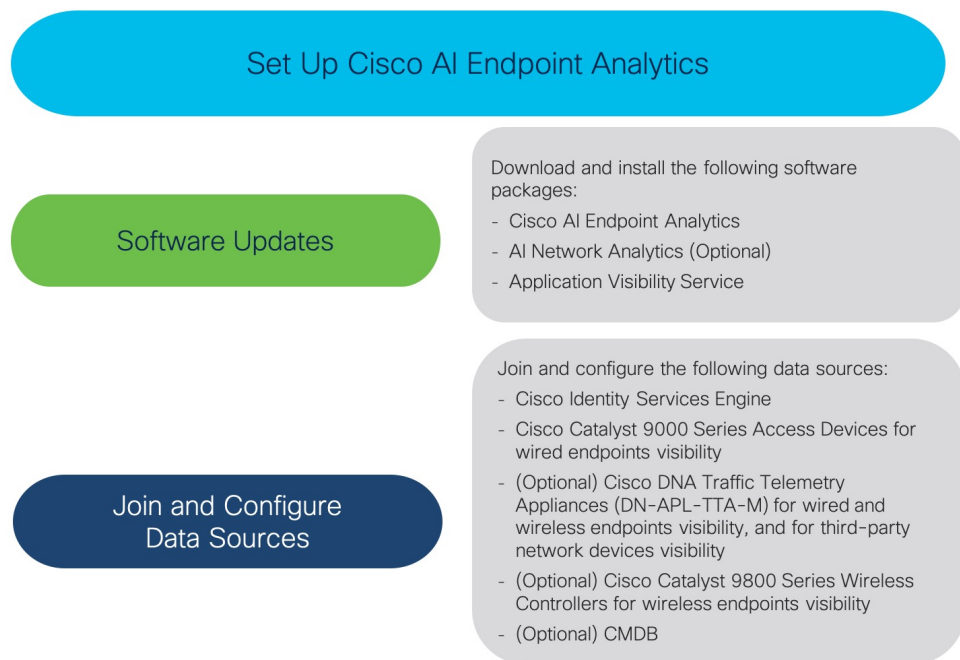 Set Up Cisco AI Endpoint Analytics
Software Updates
Download and install the following software
packages:
- Cisco AI Endpoint Analytics
- AI Network Analytics (Optional)
- Application Visibility Service
Join and Configure
Data Sources
Join and configure the following data sources:
- Cisco Identity Services Engine
- Cisco Catalyst 9000 Series Access Devices for
wired endpoints visibility
- (Optional) Cisco DNA Traffic Telemetry
Appliances (DN-APL-TTA-M) for wired and
wireless endpoints visibility, and for third-party
network devices visibility
- (Optional) Cisco Catalyst 9800 Series Wireless
Controllers for wireless endpoints visibility
- (Optional) CMDB